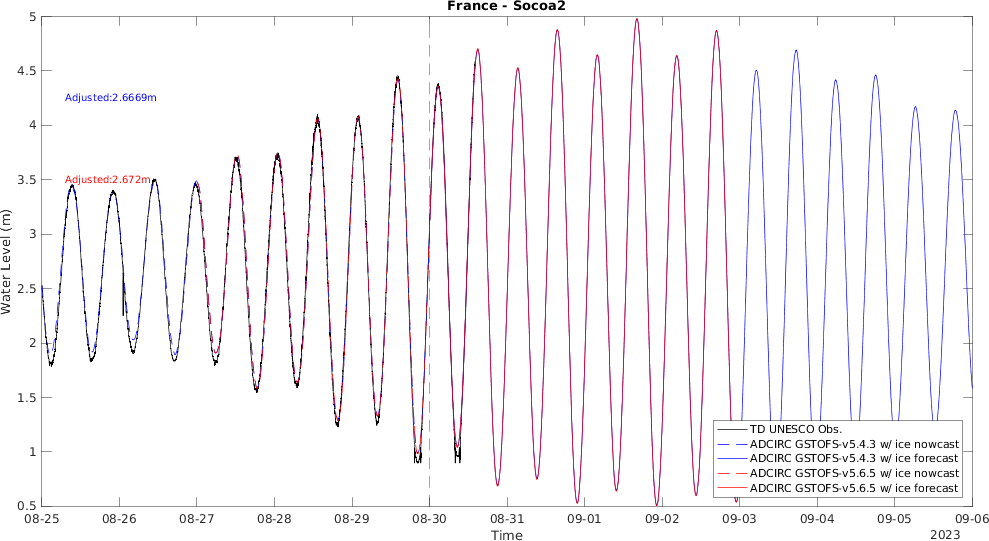 France - Socoa2
Water Level (m)
5
4.5
4
3.5
3
2.5
2
1.5
1
0.5
Adjusted:2.6669m
Adjusted:2.672m
TD UNESCO Obs.
ADCIRC GSTOFS-v5.4.3 w/ ice nowcast
ADCIRC GSTOFS-v5.4.3 w/ ice forecast
ADCIRC GSTOFS-v5.6.5 w/ ice nowcast
ADCIRC GSTOFS-v5.6.5 w/ ice forecast
08-25 08-26 08-27 08-28 08-29 08-30 08-31 09-01 09-02 09-03 09-04 09-05 09-06
Time
2023